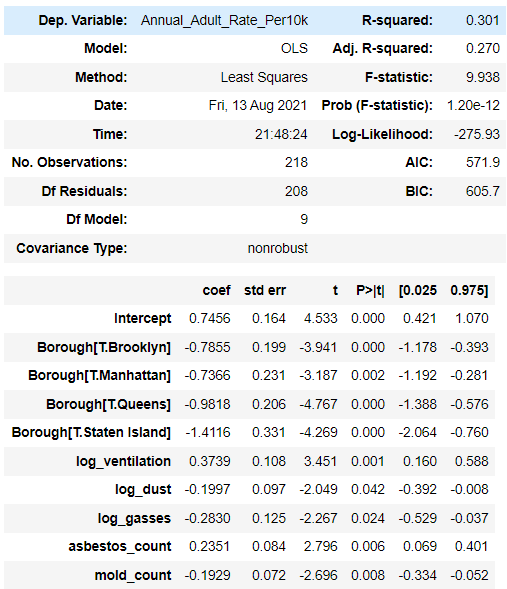 Dep. Variable: Annual_Adult_Rate_Per10k R-squared: 0.301
Model: OLS Adj. R-squared: 0.270
Method: Least Squares F-statistic: 9.938
Date: Fri, 13 Aug 2021 Prob (F-statistic): 1.20e-12
Time: 21:48:24 Log-Likelihood: -275.93
No. Observations: 218 AIC: 571.9
Df Residuals: 208 BIC: 605.7
Df Model: 9
Covariance Type: nonrobust
coef std err t P>|t| [0.025 0.975]
Intercept 0.7456 0.164 4.533 0.000 0.421 1.070
Borough[T.Brooklyn] -0.7855 0.199 -3.941 0.000 -1.178 -0.393
Borough[T.Manhattan] -0.7366 0.231 -3.187 0.002 -1.192 -0.281
Borough[T.Queens] -0.9818 0.206 -4.767 0.000 -1.388 -0.576
Borough[T.Staten Island] -1.4116 0.331 -4.269 0.000 -2.064 -0.760
log_ventilation 0.3739 0.108 3.451 0.001 0.160 0.588
log_dust -0.1997 0.097 -2.049 0.042 -0.392 -0.008
log_gasses -0.2830 0.125 -2.267 0.024 -0.529 -0.037
asbestos_count 0.2351 0.084 2.796 0.006 0.069 0.401
mold_count -0.1929 0.072 -2.696 0.008 -0.334 -0.052